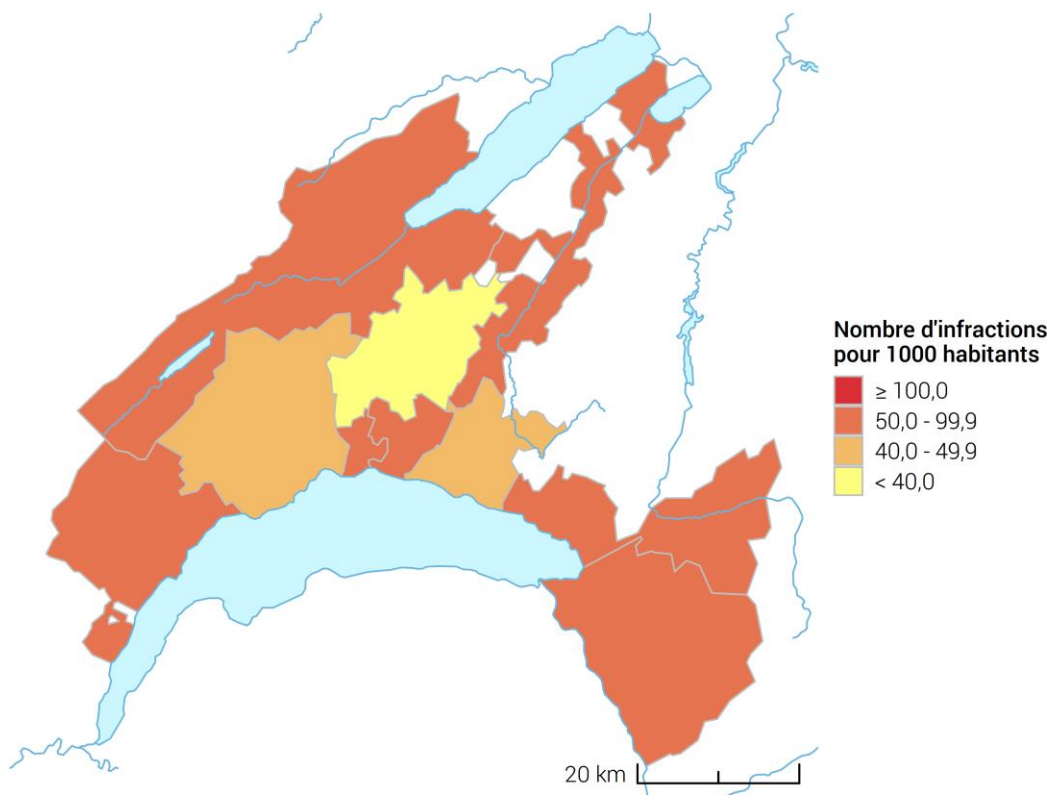 Nombre d'infractions
pour 1000 habitants
≥ 100,0
50,0 - 99,9
40,0 - 49,9
< 40,0
20 km